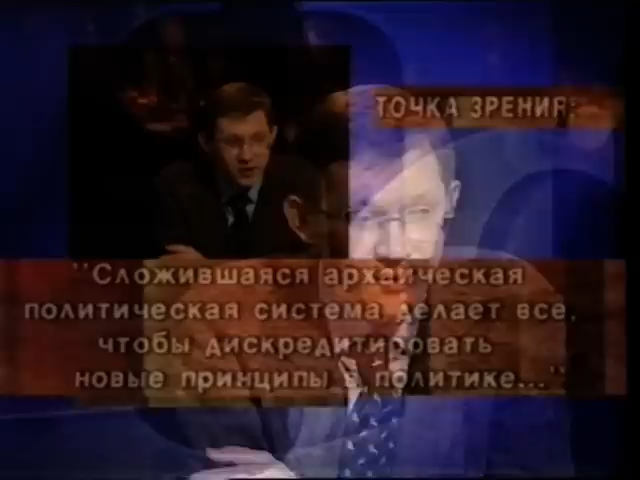 ТОЧКА ЗРЕНИЯ:
"Сложившаяся архаическая
политическая система делает все,
чтобы дискредитировать
новые принципы в политике..."